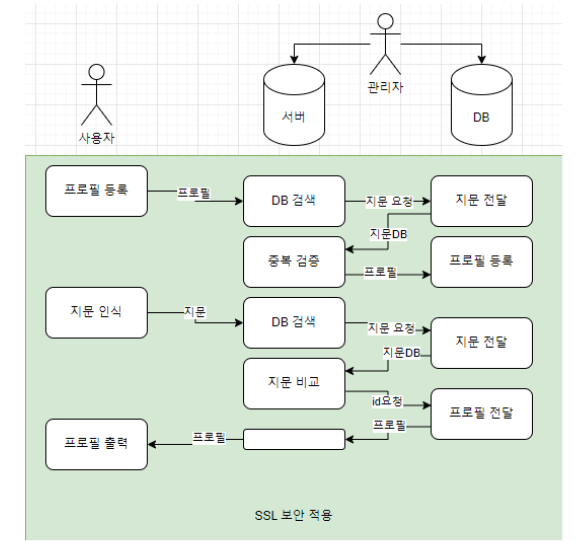 관리자
서버
DB
사용자
프로필 등록
프로필
DB 검색
지문 요청
지문 전달
지문DB
중복 검증
프로필
프로필 등록
지문 인식
지문
DB 검색
지문 요청
지문 전달
지문DB
지문 비교
id요청
프로필 전달
프로필
프로필
프로필 출력
SSL 보안 적용